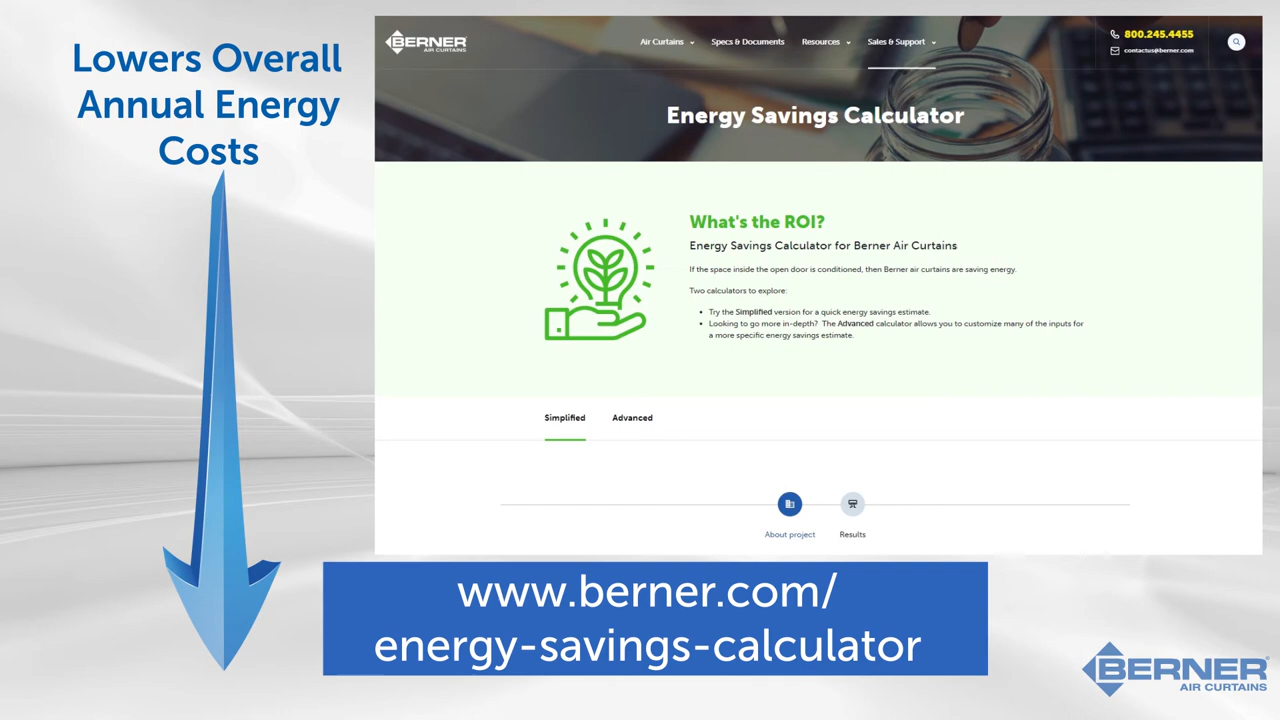 Lowers Overall
Annual Energy
Costs
BERNER
AIR CURTAINS
Air Curtains
Specs & Documents
Resources
Sales & Support
800.245.4455
contactus@berner.com
Energy Savings Calculator
What's the ROI?
Energy Savings Calculator for Berner Air Curtains
If the space inside the open door is conditioned, then Berner air curtains are saving energy.
Two calculators to explore:
• Try the Simplified version for a quick energy savings estimate.
• Looking to go more in-depth? The Advanced calculator allows you to customize many of the inputs for
a more specific energy savings estimate.
Simplified
Advanced
About project
Results
www.berner.com/
energy-savings-calculator
BERNER®
AIR CURTAINS